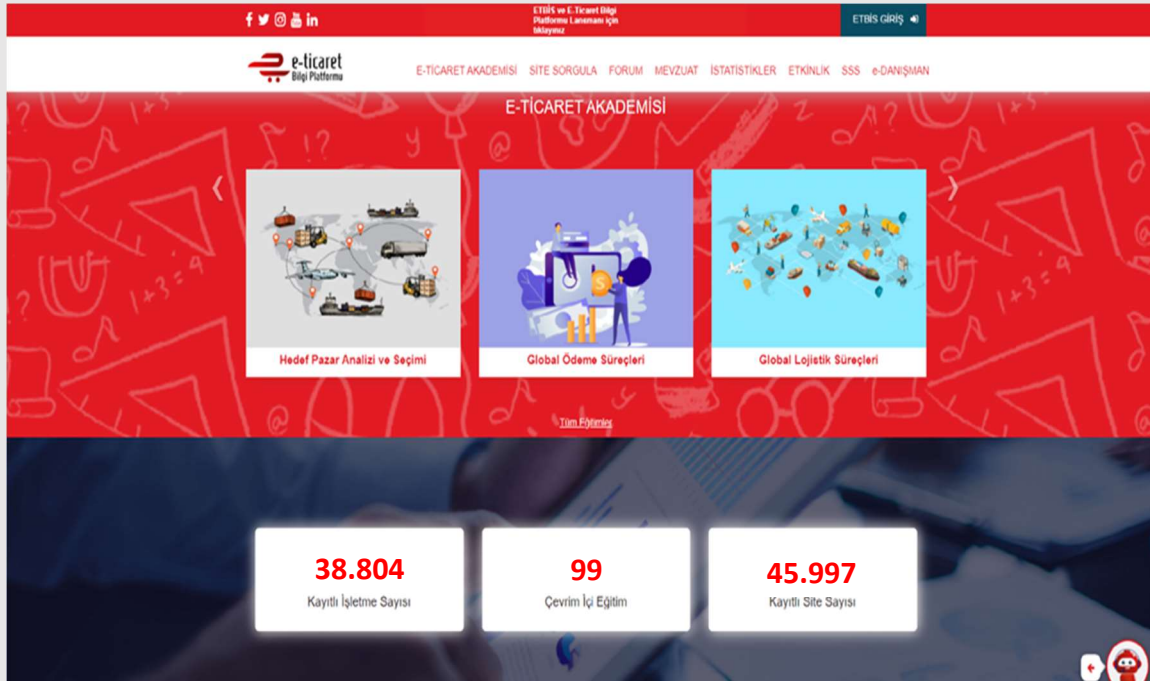 ETBİS ve E-Ticaret Bilgi
Platformu Lansmanı için
tıklayınız
ETBİS GİRİŞ
e-ticaret
Bilgi Platformu
E-TİCARET AKADEMİSİ SİTE SORGULA FORUM MEVZUAT İSTATİSTİKLER ETKİNLİK SSS e-DANIŞMAN
E-TİCARET AKADEMİSİ
Hedef Pazar Analizi ve Seçimi
Global Ödeme Süreçleri
Global Lojistik Süreçleri
Tüm Eğitimler
38.804
Kayıtlı İşletme Sayısı
99
Çevrim İçi Eğitim
45.997
Kayıtlı Site Sayısı